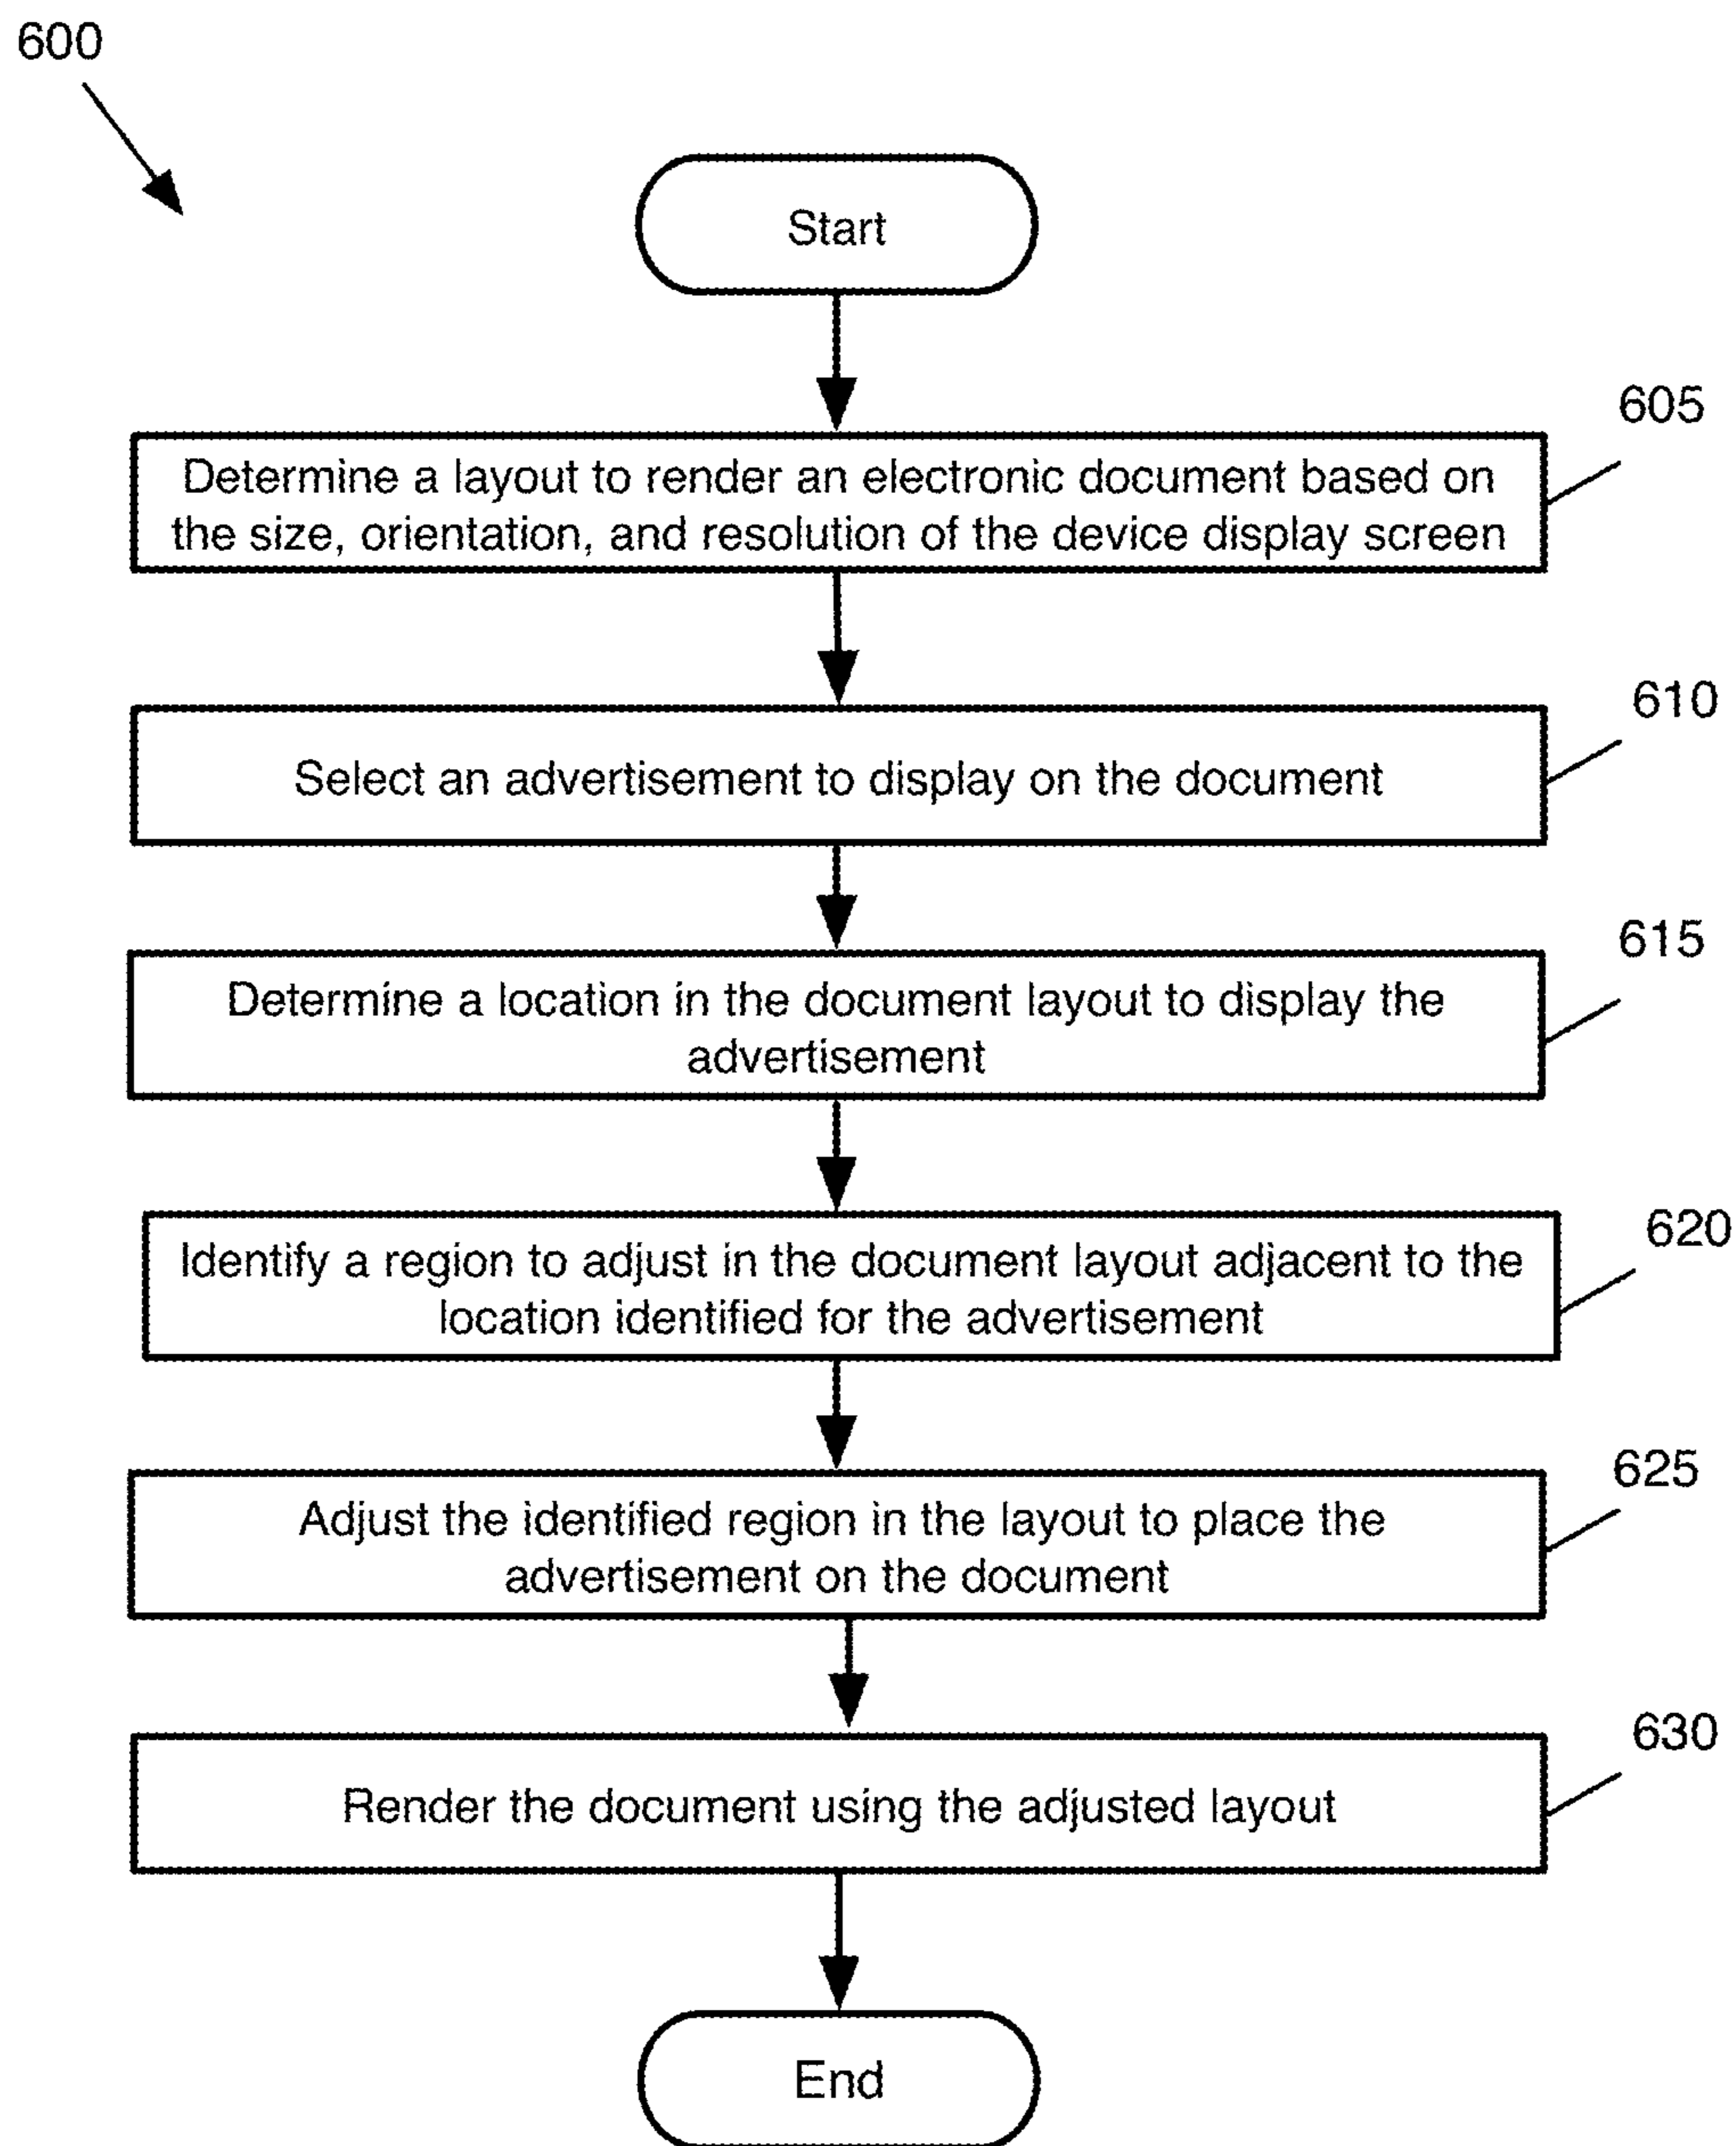 600
Start
605
Determine a layout to render an electronic document based on
the size, orientation, and resolution of the device display screen
610
Select an advertisement to display on the document
615
Determine a location in the document layout to display the
advertisement
620
Identify a region to adjust in the document layout adjacent to the
location identified for the advertisement
625
Adjust the identified region in the layout to place the
advertisement on the document
630
Render the document using the adjusted layout
End